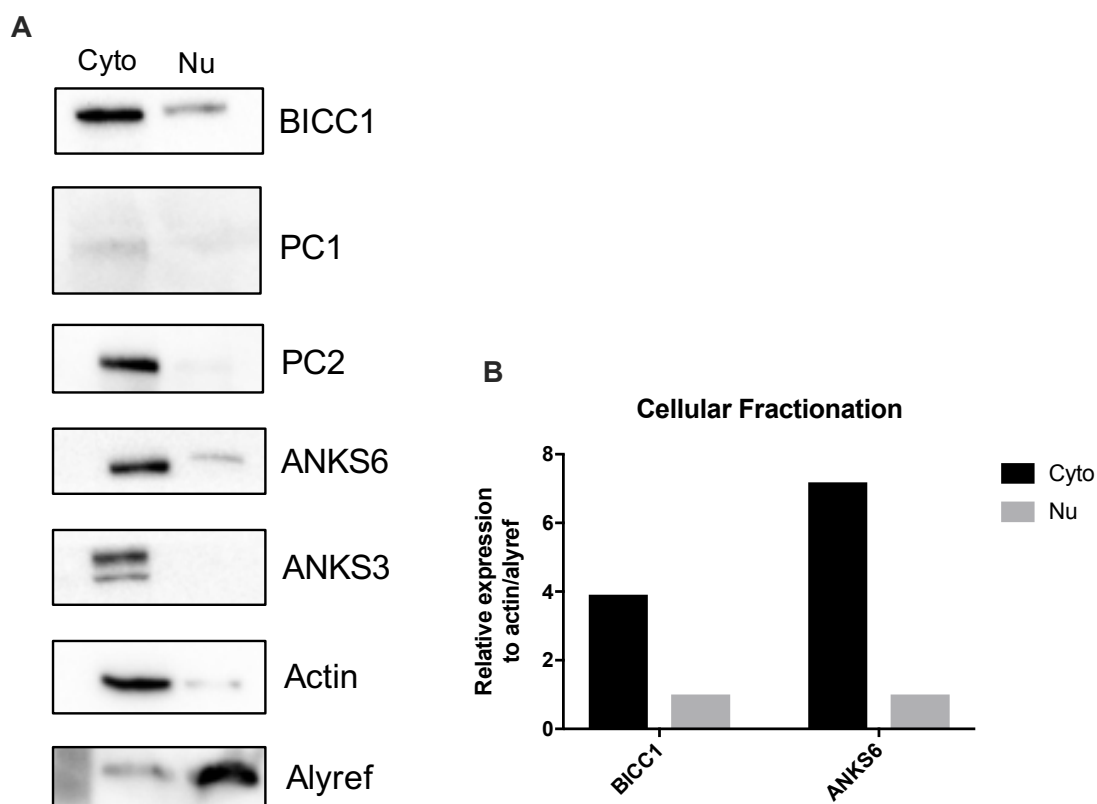 A
Cyto Nu
BICC1
PC1
PC2
ANKS6
ANKS3
Actin
Alyref
B
Cellular Fractionation
Relative expression
to actin/alyref
8
6
4
2
0
BICC1
ANKS6
Cyto
Nu